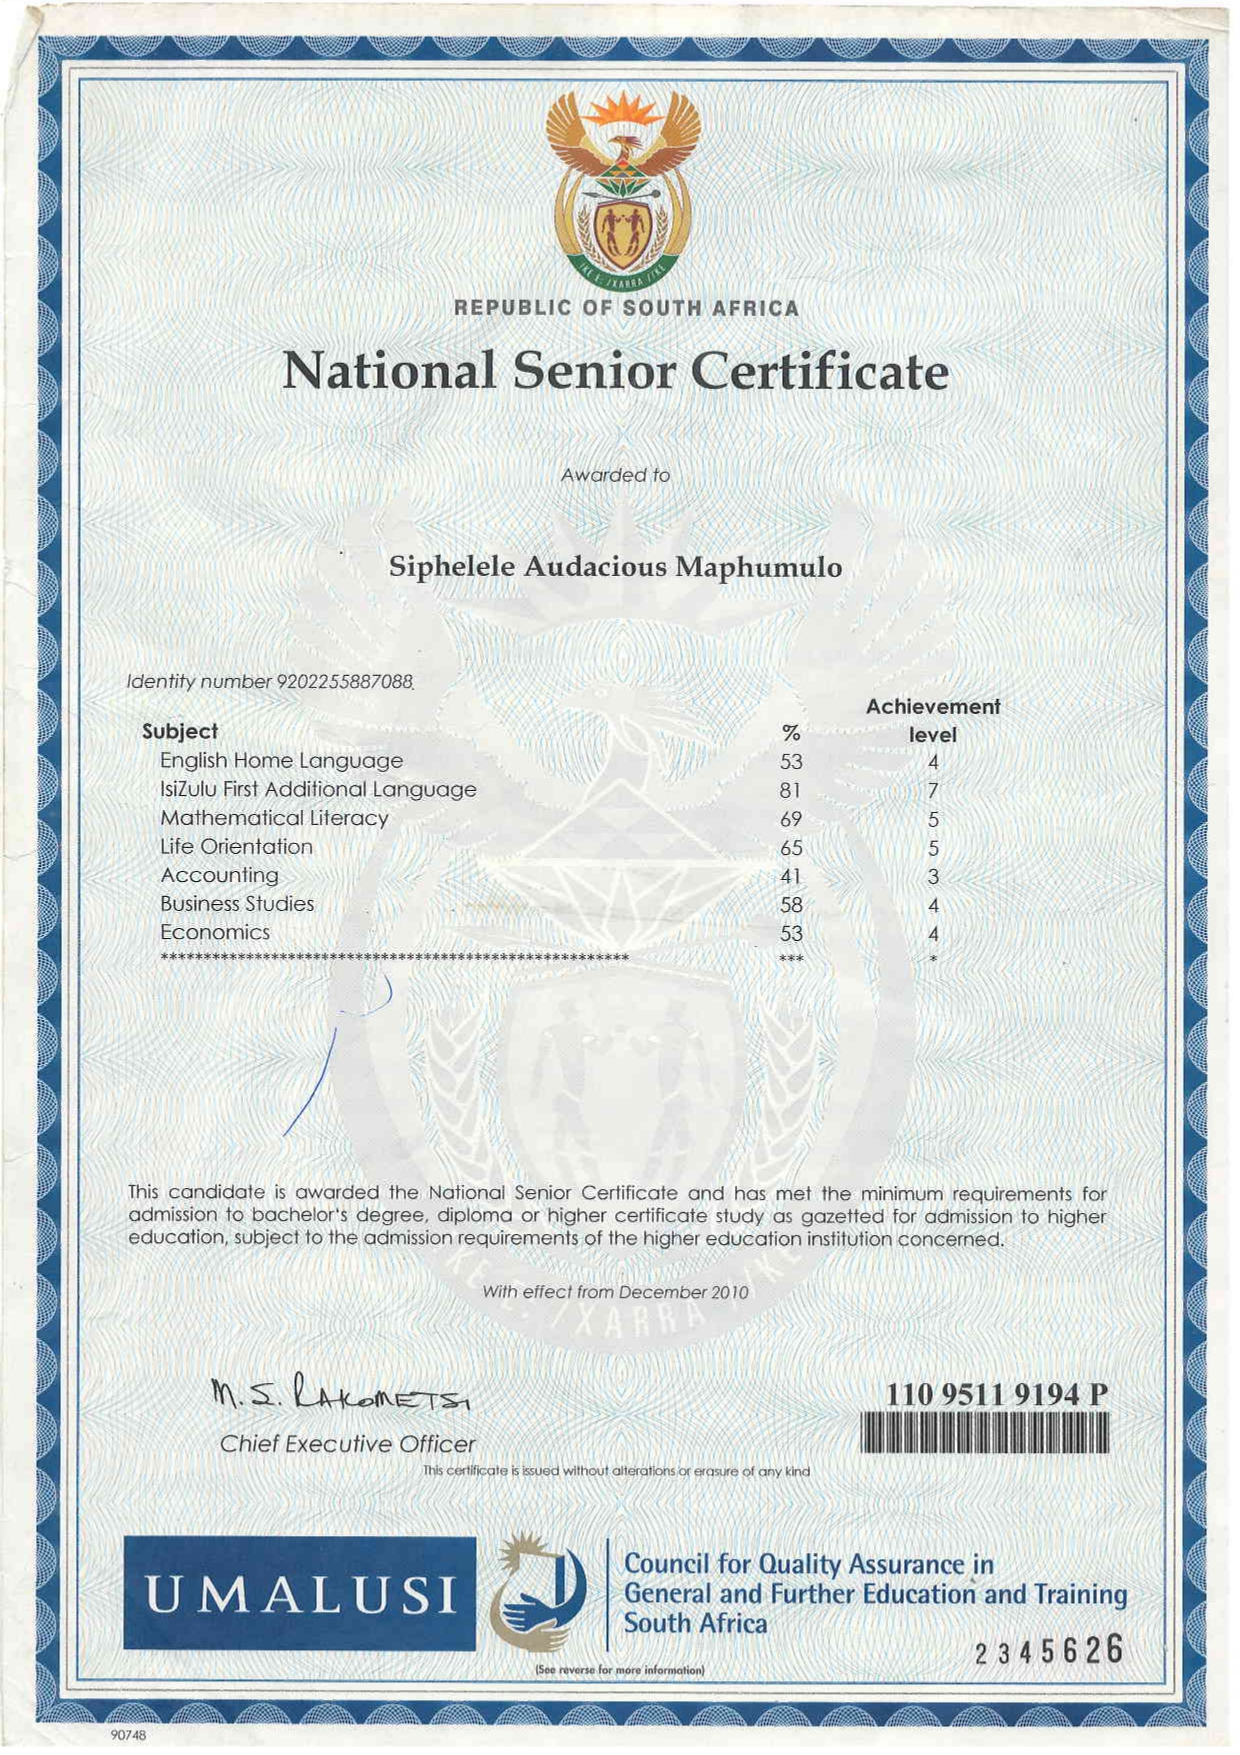 REPUBLIC OF SOUTH AFRICA
National Senior Certificate
Awarded to
Siphelele Audacious Maphumulo
Identity number 9202255887088
Subject % Achievement level
English Home Language 53 4
IsiZulu First Additional Language 81 7
Mathematical Literacy 69 5
Life Orientation 65 5
Accounting 41 3
Business Studies 58 4
Economics 53 4
******************************************************** *** *
This candidate is awarded the National Senior Certificate and has met the minimum requirements for
admission to bachelor's degree, diploma or higher certificate study as gazetted for admission to higher
education, subject to the admission requirements of the higher education institution concerned.
With effect from December 2010
M.S. RAKOMETSI
110 9511 9194 P
Chief Executive Officer
This certificate is issued without alterations or erasure of any kind
UMALUSI
Council for Quality Assurance in
General and Further Education and Training
South Africa
2345626
(See reverse for more information)
90748